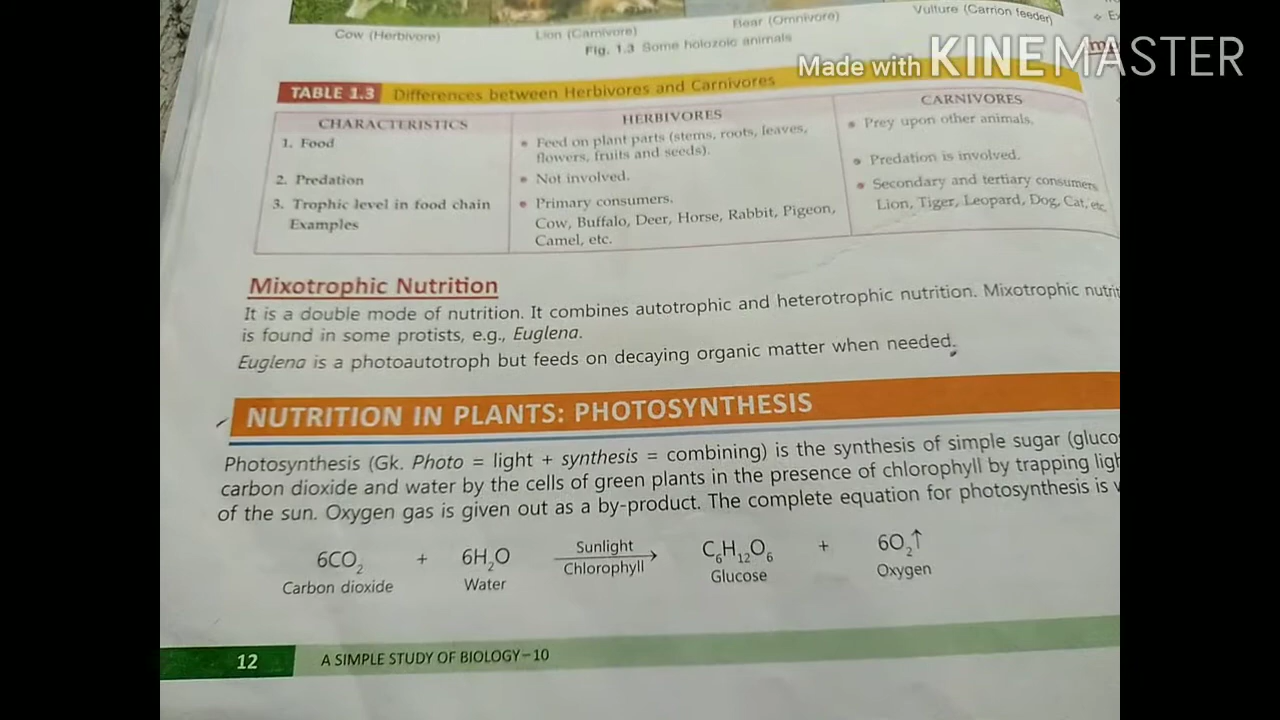 Made with KINEMASTER
Cow (Herbivore)
Lion (Carnivore)
Bear (Omnivore)
Vulture (Carrion feeder)
Fig. 1.3 Some holozoic animals
TABLE 1.3 Differences between Herbivores and Carnivores
CHARACTERISTICS HERBIVORES CARNIVORES
1. Food
• Feed on plant parts (stems, roots, leaves,
flowers, fruits and seeds).
• Prey upon other animals.
2. Predation
• Not involved.
• Predation is involved.
3. Trophic level in food chain
• Primary consumers.
• Secondary and tertiary consumers
Examples
Cow, Buffalo, Deer, Horse, Rabbit, Pigeon,
Camel, etc.
Lion, Tiger, Leopard, Dog, Cat, etc
Mixotrophic Nutrition
It is a double mode of nutrition. It combines autotrophic and heterotrophic nutrition. Mixotrophic nutrit
is found in some protists, e.g., Euglena.
Euglena is a photoautotroph but feeds on decaying organic matter when needed.
NUTRITION IN PLANTS: PHOTOSYNTHESIS
Photosynthesis (Gk. Photo = light + synthesis = combining) is the synthesis of simple sugar (gluco
carbon dioxide and water by the cells of green plants in the presence of chlorophyll by trapping ligh
of the sun. Oxygen gas is given out as a by-product. The complete equation for photosynthesis is
6CO₂ + 6H₂O Sunlight → C₆H₁₂O₆ + 6O₂↑
Chlorophyll
Carbon dioxide Water Glucose Oxygen
12 A SIMPLE STUDY OF BIOLOGY–10